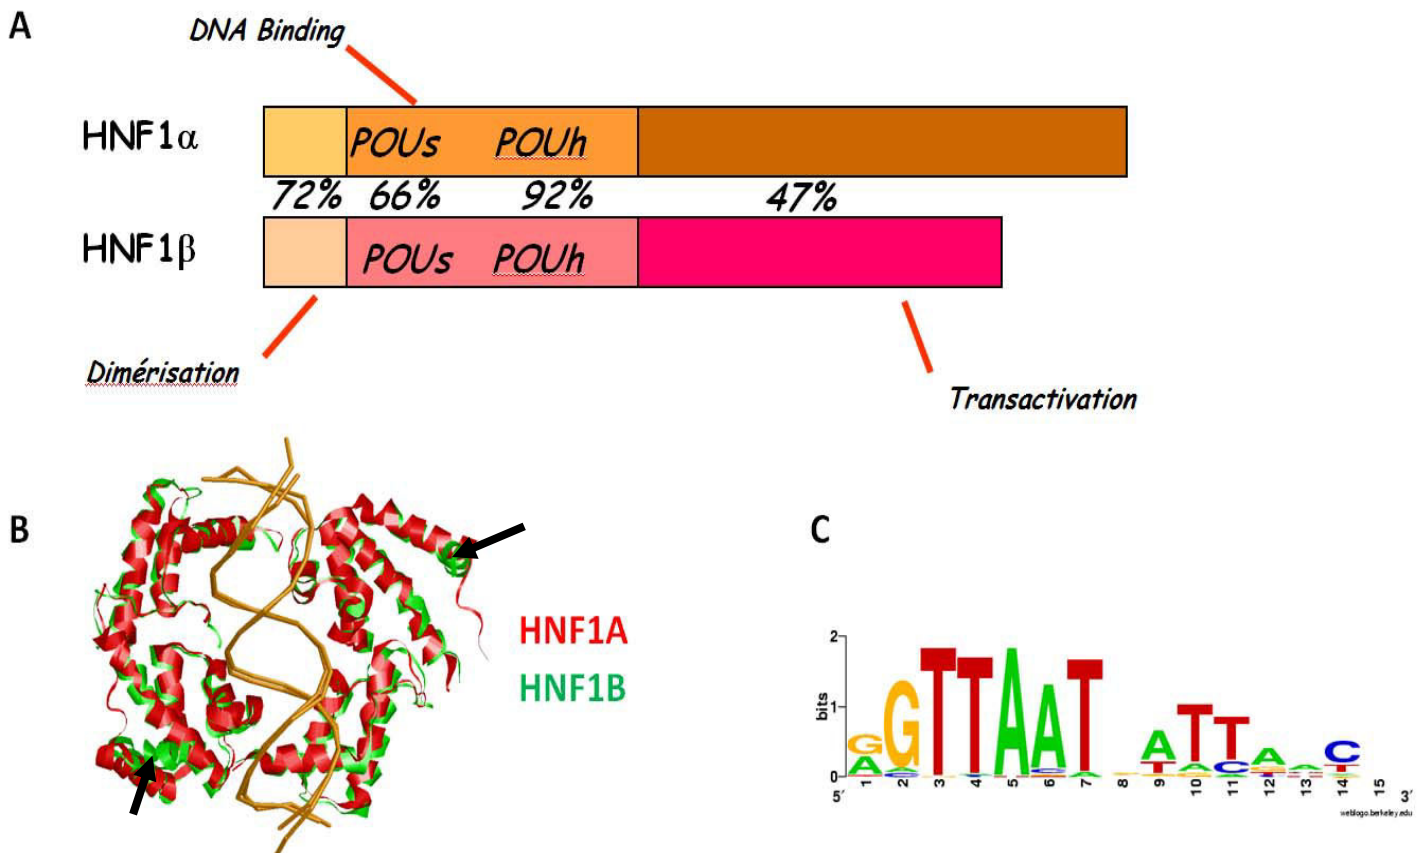 A
DNA Binding
HNF1α
POUs POUh
72% 66% 92% 47%
HNF1β
POUs POUh
Dimérisation
Transactivation
B
HNF1A
HNF1B
C
2
bits
1
0
GGTTAAT ATTAAC
A
1 2 3 4 5 6 7 8 9 10 11 12 13 14 15
5′ 3′
weblogo.berkeley.edu